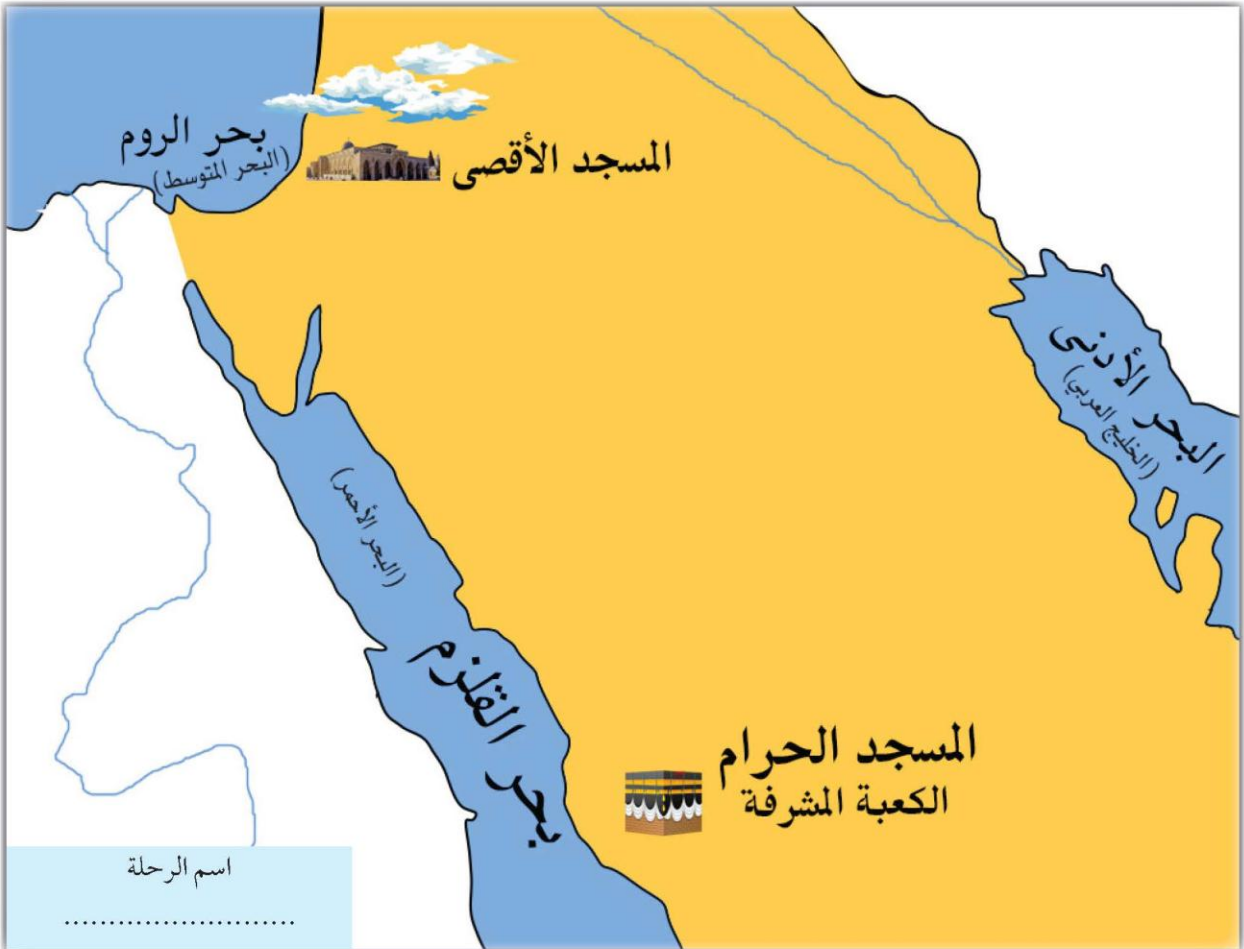 بحر الروم
(البحر المتوسط)
المسجد الأقصى
البحر الأدنى
(الخليج العربي)
(البحر الأحمر)
بحر القلزم
المسجد الحرام
الكعبة المشرفة
اسم الرحلة
..........................